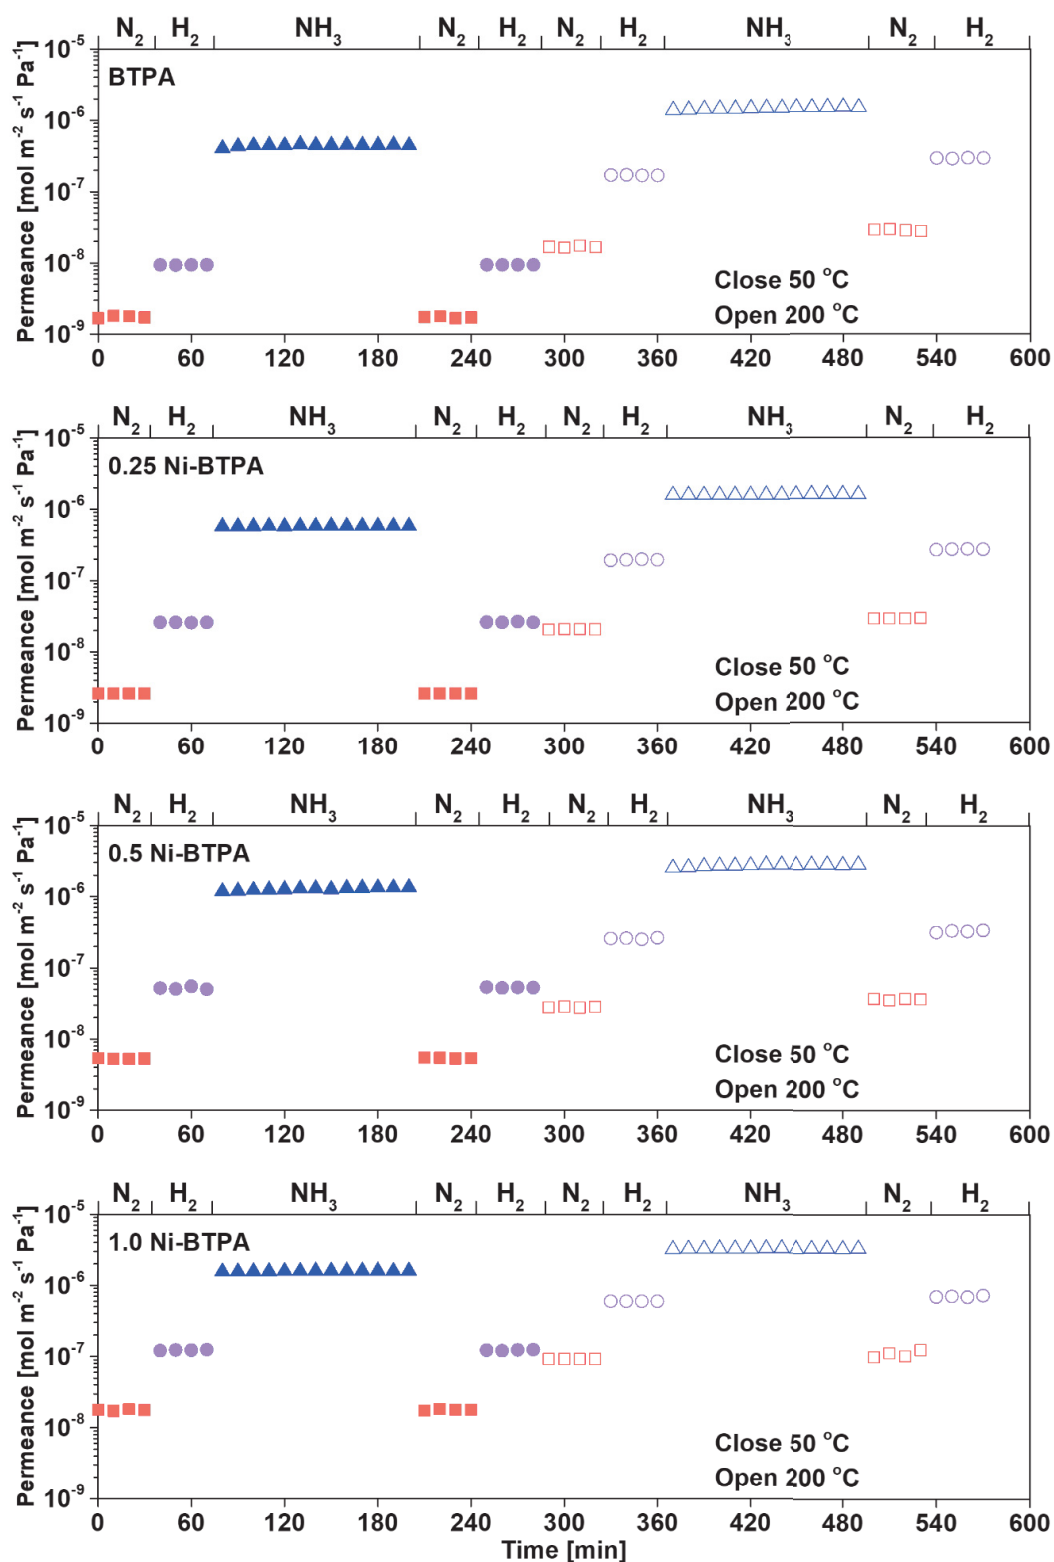 N2 H2 NH3 N2 H2 N2 H2 NH3 N2 H2
BTPA
Permeance [mol m-2 s-1 Pa-1]
10-5
10-6
10-7
10-8
10-9
Close 50 oC
Open 200 oC
0 60 120 180 240 300 360 420 480 540 600
N2 H2 NH3 N2 H2 N2 H2 NH3 N2 H2
0.25 Ni-BTPA
Permeance [mol m-2 s-1 Pa-1]
10-5
10-6
10-7
10-8
10-9
Close 50 oC
Open 200 oC
0 60 120 180 240 300 360 420 480 540 600
N2 H2 NH3 N2 H2 N2 H2 NH3 N2 H2
0.5 Ni-BTPA
Permeance [mol m-2 s-1 Pa-1]
10-5
10-6
10-7
10-8
10-9
Close 50 oC
Open 200 oC
0 60 120 180 240 300 360 420 480 540 600
N2 H2 NH3 N2 H2 N2 H2 NH3 N2 H2
1.0 Ni-BTPA
Permeance [mol m-2 s-1 Pa-1]
10-5
10-6
10-7
10-8
10-9
Close 50 oC
Open 200 oC
0 60 120 180 240 300 360 420 480 540 600
Time [min]